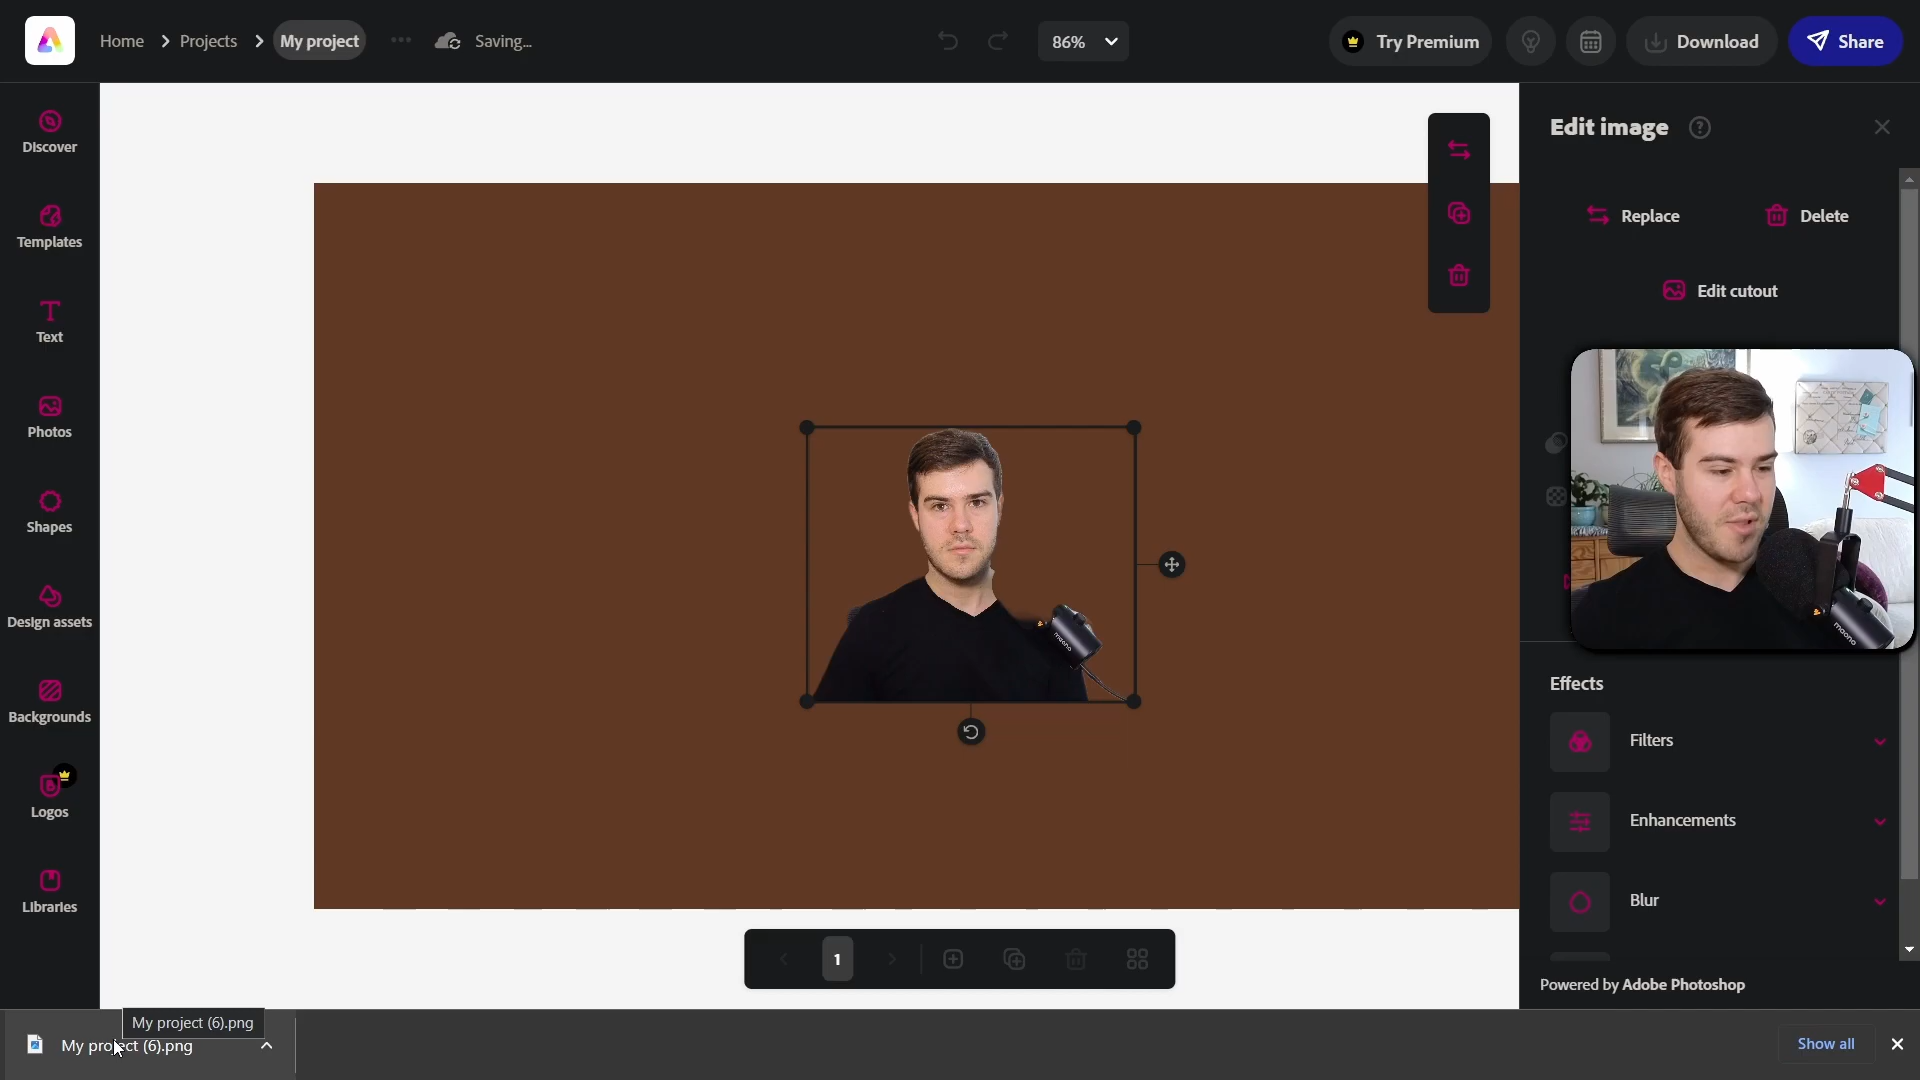 Home
Projects
My project
Saving...
86%
Try Premium
Download
Share
Discover
Templates
Text
Photos
Shapes
Design assets
Backgrounds
Logos
Libraries
Edit image
Replace
Delete
Edit cutout
maono
maono
Effects
Filters
Enhancements
Blur
Powered by Adobe Photoshop
1
My project (6).png
My project (6).png
Show all